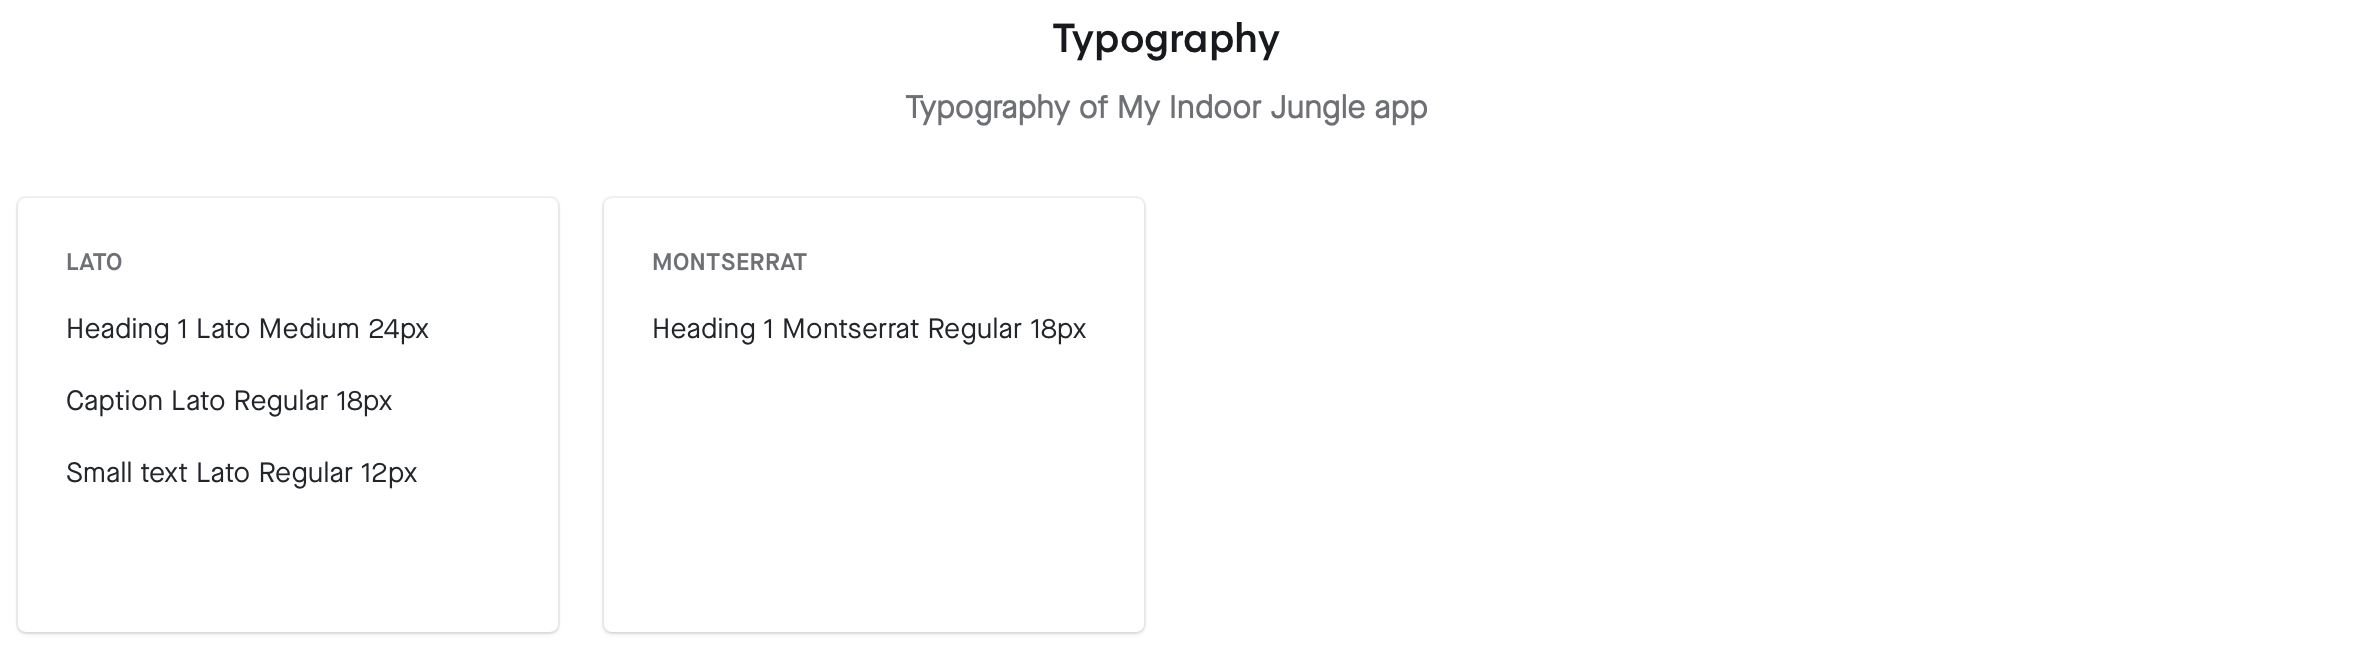 Typography
Typography of My Indoor Jungle app
LATO
Heading 1 Lato Medium 24px
Caption Lato Regular 18px
Small text Lato Regular 12px
MONTSERRAT
Heading 1 Montserrat Regular 18px